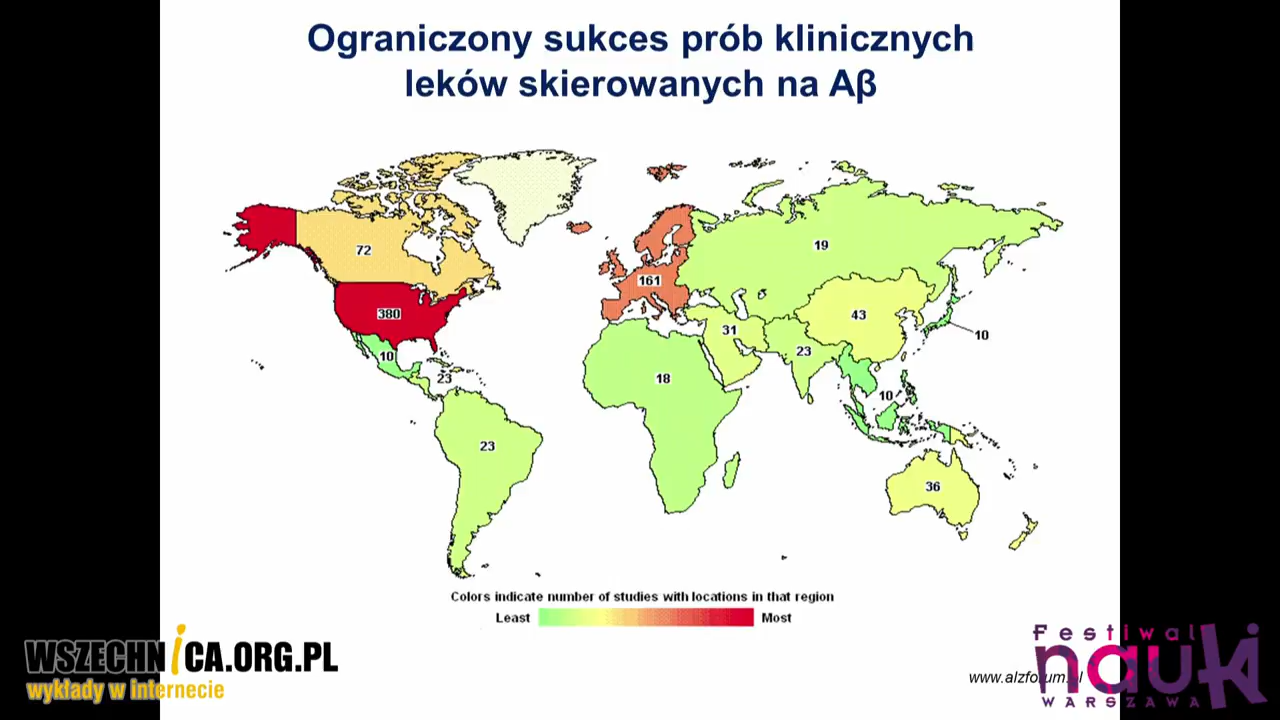 Ograniczony sukces prób klinicznych
leków skierowanych na Aβ
72
380
10
23
23
161
18
19
31
43
23
10
10
36
Colors indicate number of studies with locations in that region
Least
Most
WSZECHNICA.ORG.PL
wykłady w internecie
Festiwal
nauki
WARSZAWA